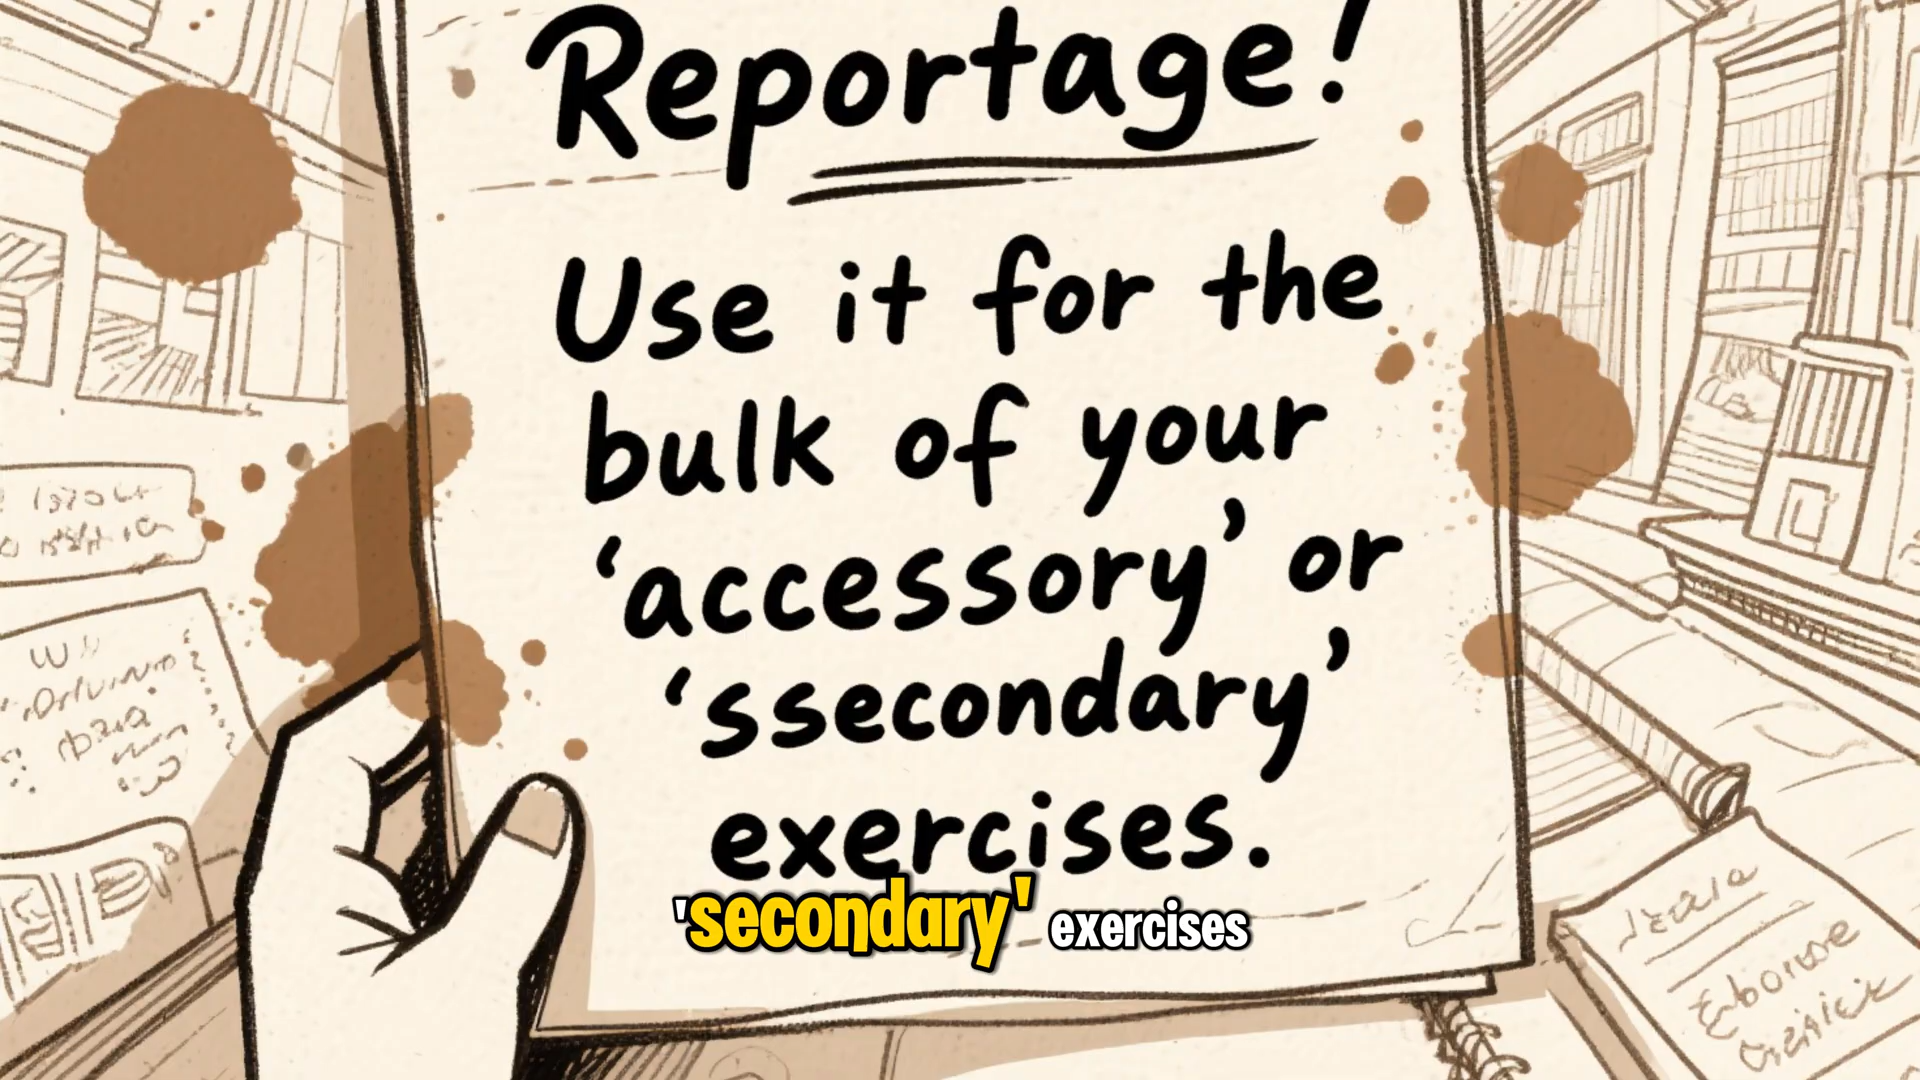 Reportage!
Use it for the
bulk of your
‘accessory’ or
‘ssecondary’
exercises.
'secondary' exercises